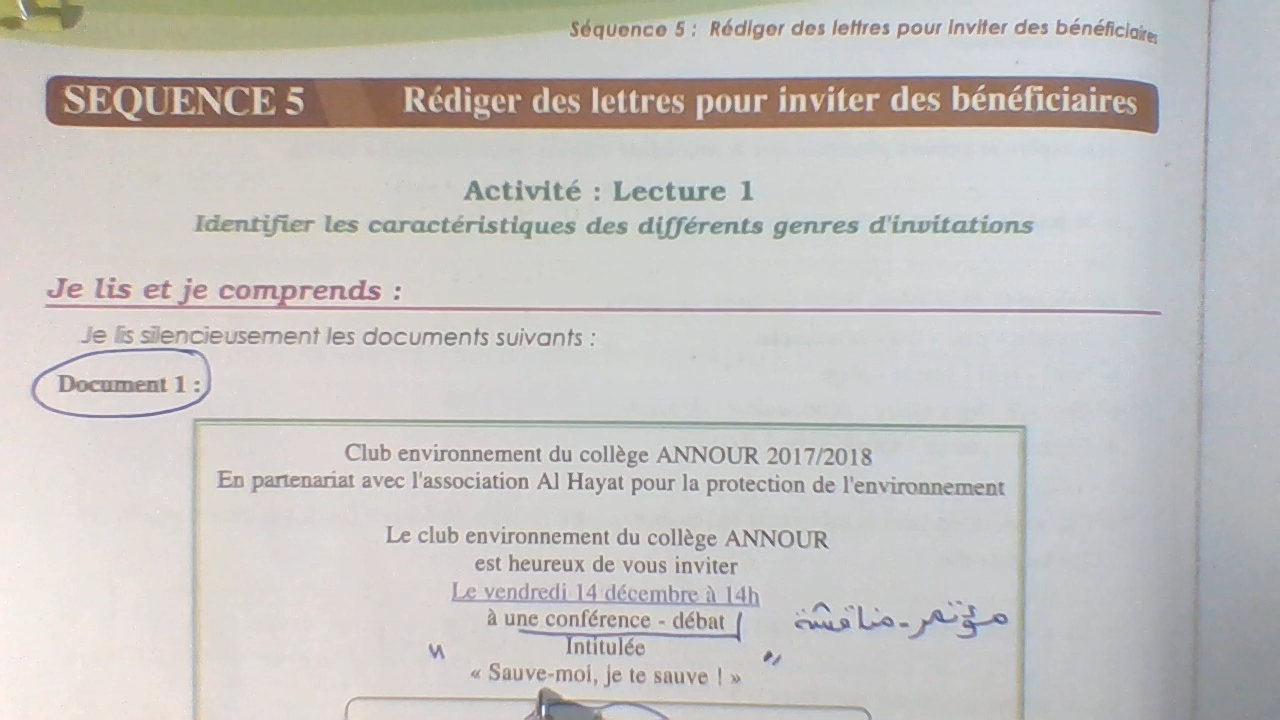 Séquence 5 : Rédiger des lettres pour inviter des bénéficiaires
SEQUENCE 5 Rédiger des lettres pour inviter des bénéficiaires
Activité : Lecture 1
Identifier les caractéristiques des différents genres d'invitations
Je lis et je comprends :
Je lis silencieusement les documents suivants :
Document 1 :
Club environnement du collège ANNOUR 2017/2018
En partenariat avec l'association Al Hayat pour la protection de l'environnement
Le club environnement du collège ANNOUR
est heureux de vous inviter
Le vendredi 14 décembre à 14h
à une conférence - débat
مؤتمر - مناقشة
Intitulée
« Sauve-moi, je te sauve ! »